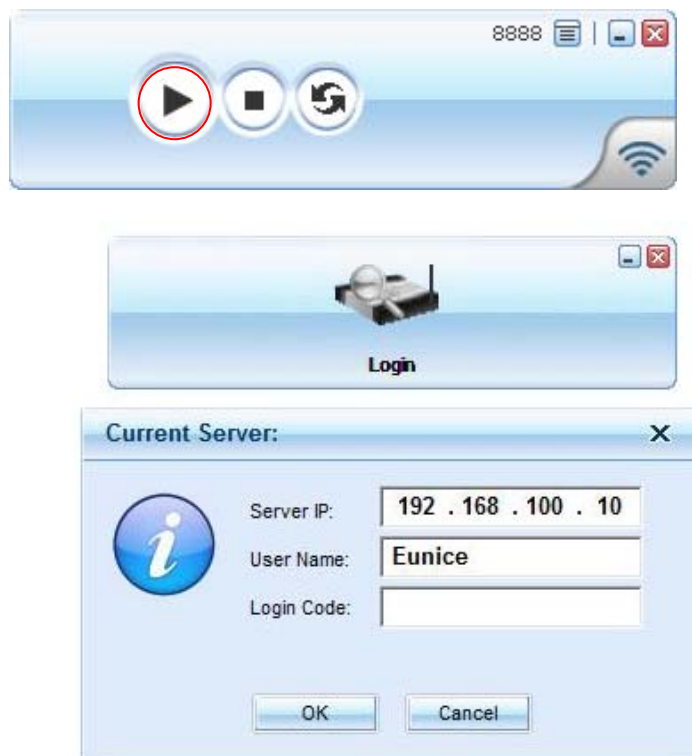 8888
Login
Current Server:
Server IP: 192 . 168 . 100 . 10
User Name: Eunice
Login Code:
OK Cancel